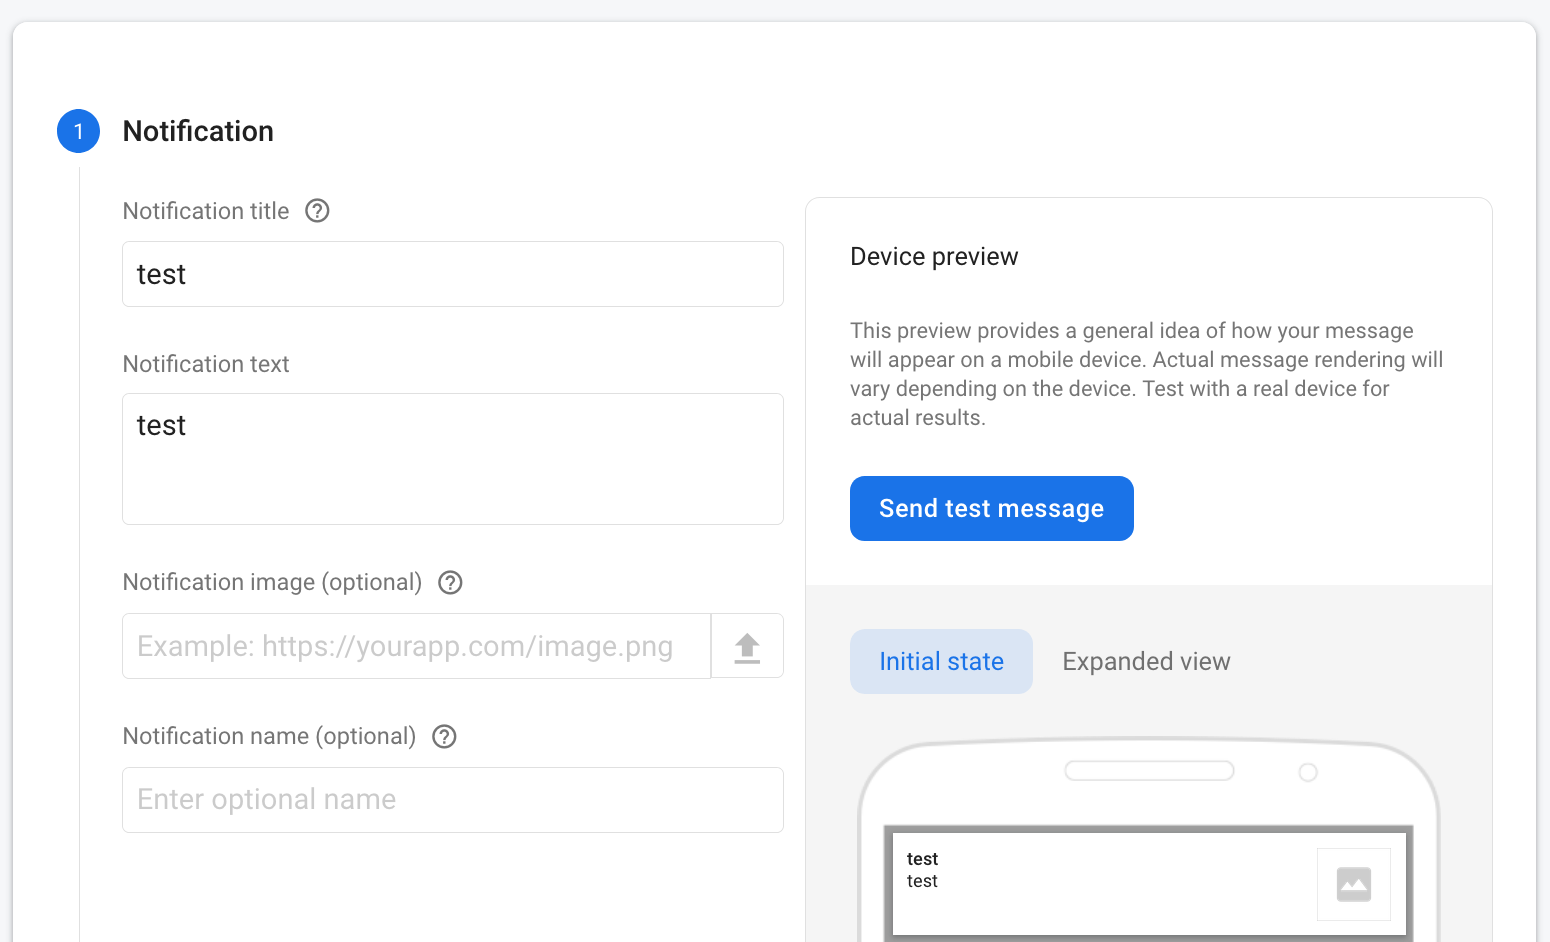 1
Notification
Notification title
test
Notification text
test
Notification image (optional)
Example: https://yourapp.com/image.png
Notification name (optional)
Enter optional name
Device preview
This preview provides a general idea of how your message
will appear on a mobile device. Actual message rendering will
vary depending on the device. Test with a real device for
actual results.
Send test message
Initial state
Expanded view
test
test